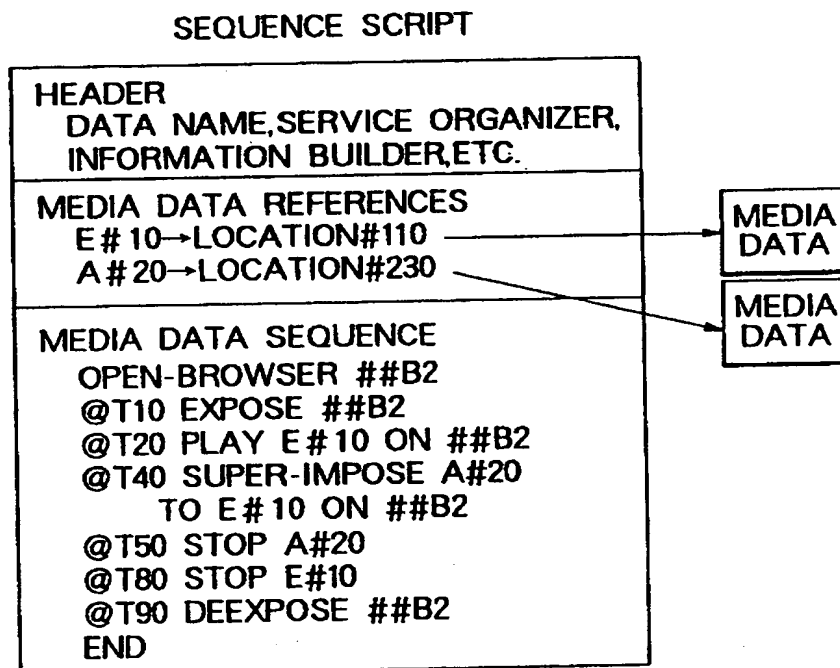 SEQUENCE SCRIPT
HEADER
DATA NAME,SERVICE ORGANIZER,
INFORMATION BUILDER,ETC.
MEDIA DATA REFERENCES
E#10→LOCATION#110
A#20→LOCATION#230
MEDIA
DATA
MEDIA
DATA
MEDIA DATA SEQUENCE
OPEN-BROWSER ##B2
@T10 EXPOSE ##B2
@T20 PLAY E#10 ON ##B2
@T40 SUPER-IMPOSE A#20
TO E#10 ON ##B2
@T50 STOP A#20
@T80 STOP E#10
@T90 DEEXPOSE ##B2
END